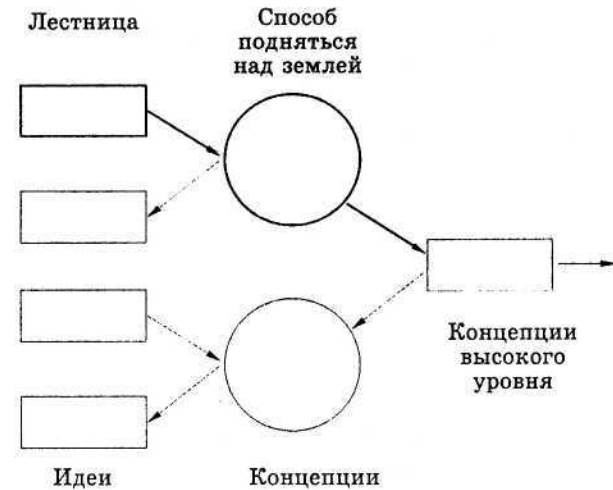 Лестница
Способ
подняться
над землей
Концепции
высокого
уровня
Идеи
Концепции